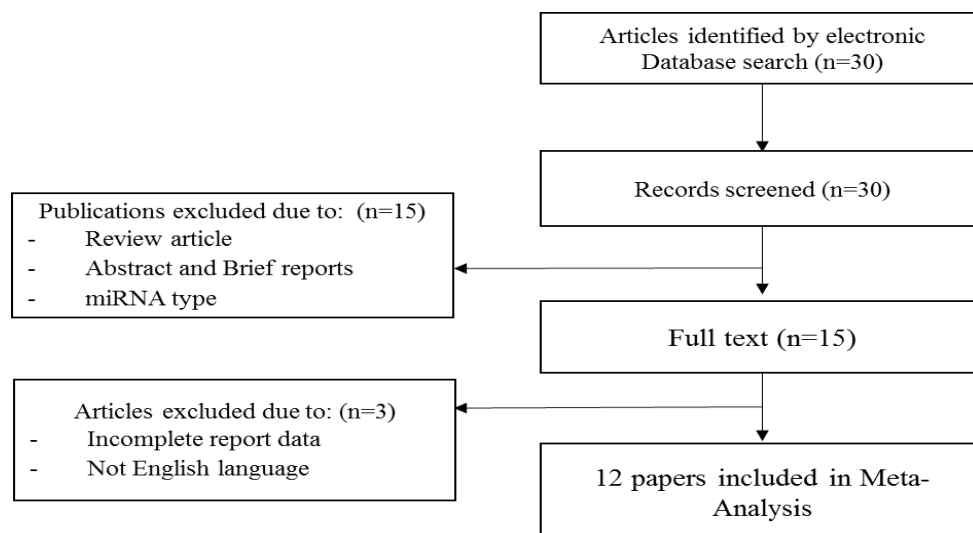 Articles identified by electronic
Database search (n=30)
Records screened (n=30)
Publications excluded due to: (n=15)
- Review article
- Abstract and Brief reports
- miRNA type
Full text (n=15)
Articles excluded due to: (n=3)
- Incomplete report data
- Not English language
12 papers included in Meta-
Analysis